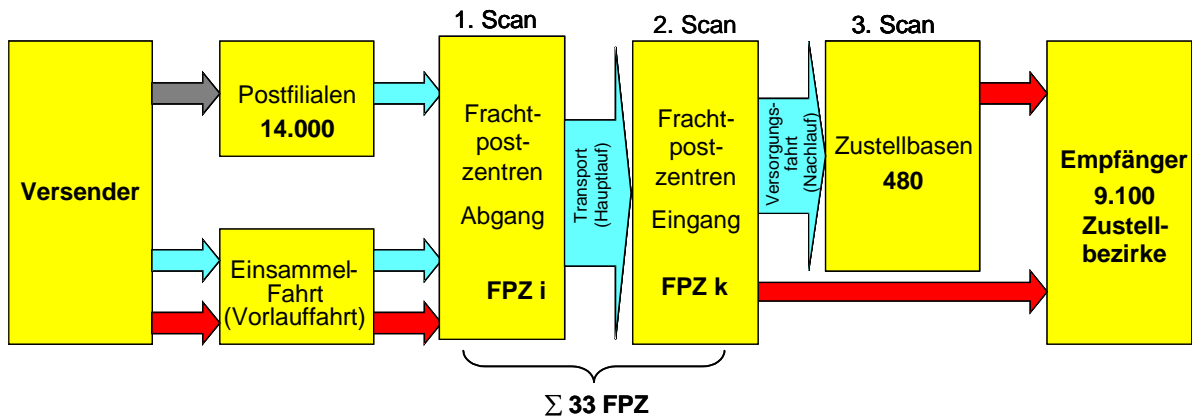 1. Scan
2. Scan
3. Scan
Versender
Postfilialen
14.000
Einsammel-
Fahrt
(Vorlauffahrt)
Fracht-
post-
zentren
Abgang
FPZ i
Transport
(Hauptlauf)
Fracht-
post-
zentren
Eingang
FPZ k
Versorgungs-
fahrt
(Nachlauf)
Zustellbasen
480
Empfänger
9.100
Zustell-
bezirke
∑ 33 FPZ